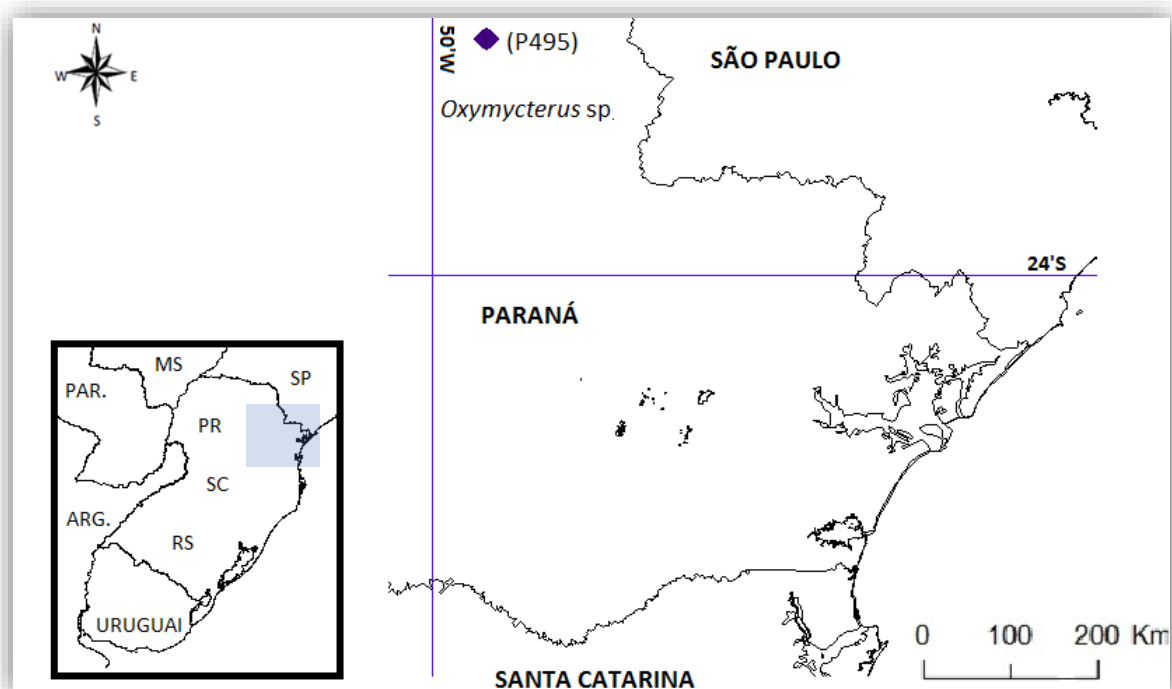 N
W E
S
50'W
(P495)
Oxymycterus sp.
SÃO PAULO
24'S
PARANÁ
MS
SP
PAR.
PR
SC
ARG.
RS
URUGUAI
SANTA CATARINA
0 100 200 Km